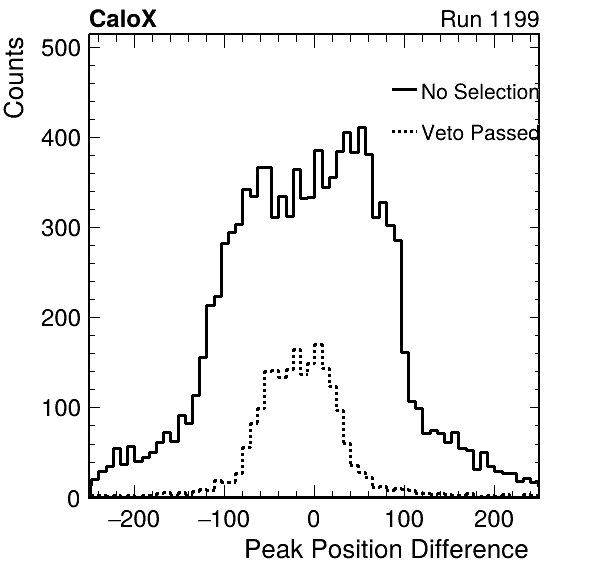 CaloX Run 1199
Counts
500
No Selection
Veto Passed
400
300
200
100
0
−200 −100 0 100 200
Peak Position Difference